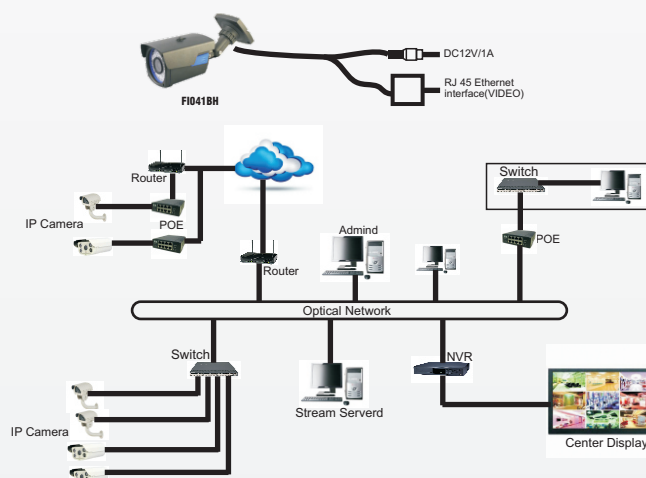 DC12V/1A
RJ 45 Ethernet
interface(VIDEO)
FI041BH
Router
IP Camera
POE
Router
Admind
Switch
POE
Optical Network
Switch
Stream Serverd
NVR
IP Camera
Center Display